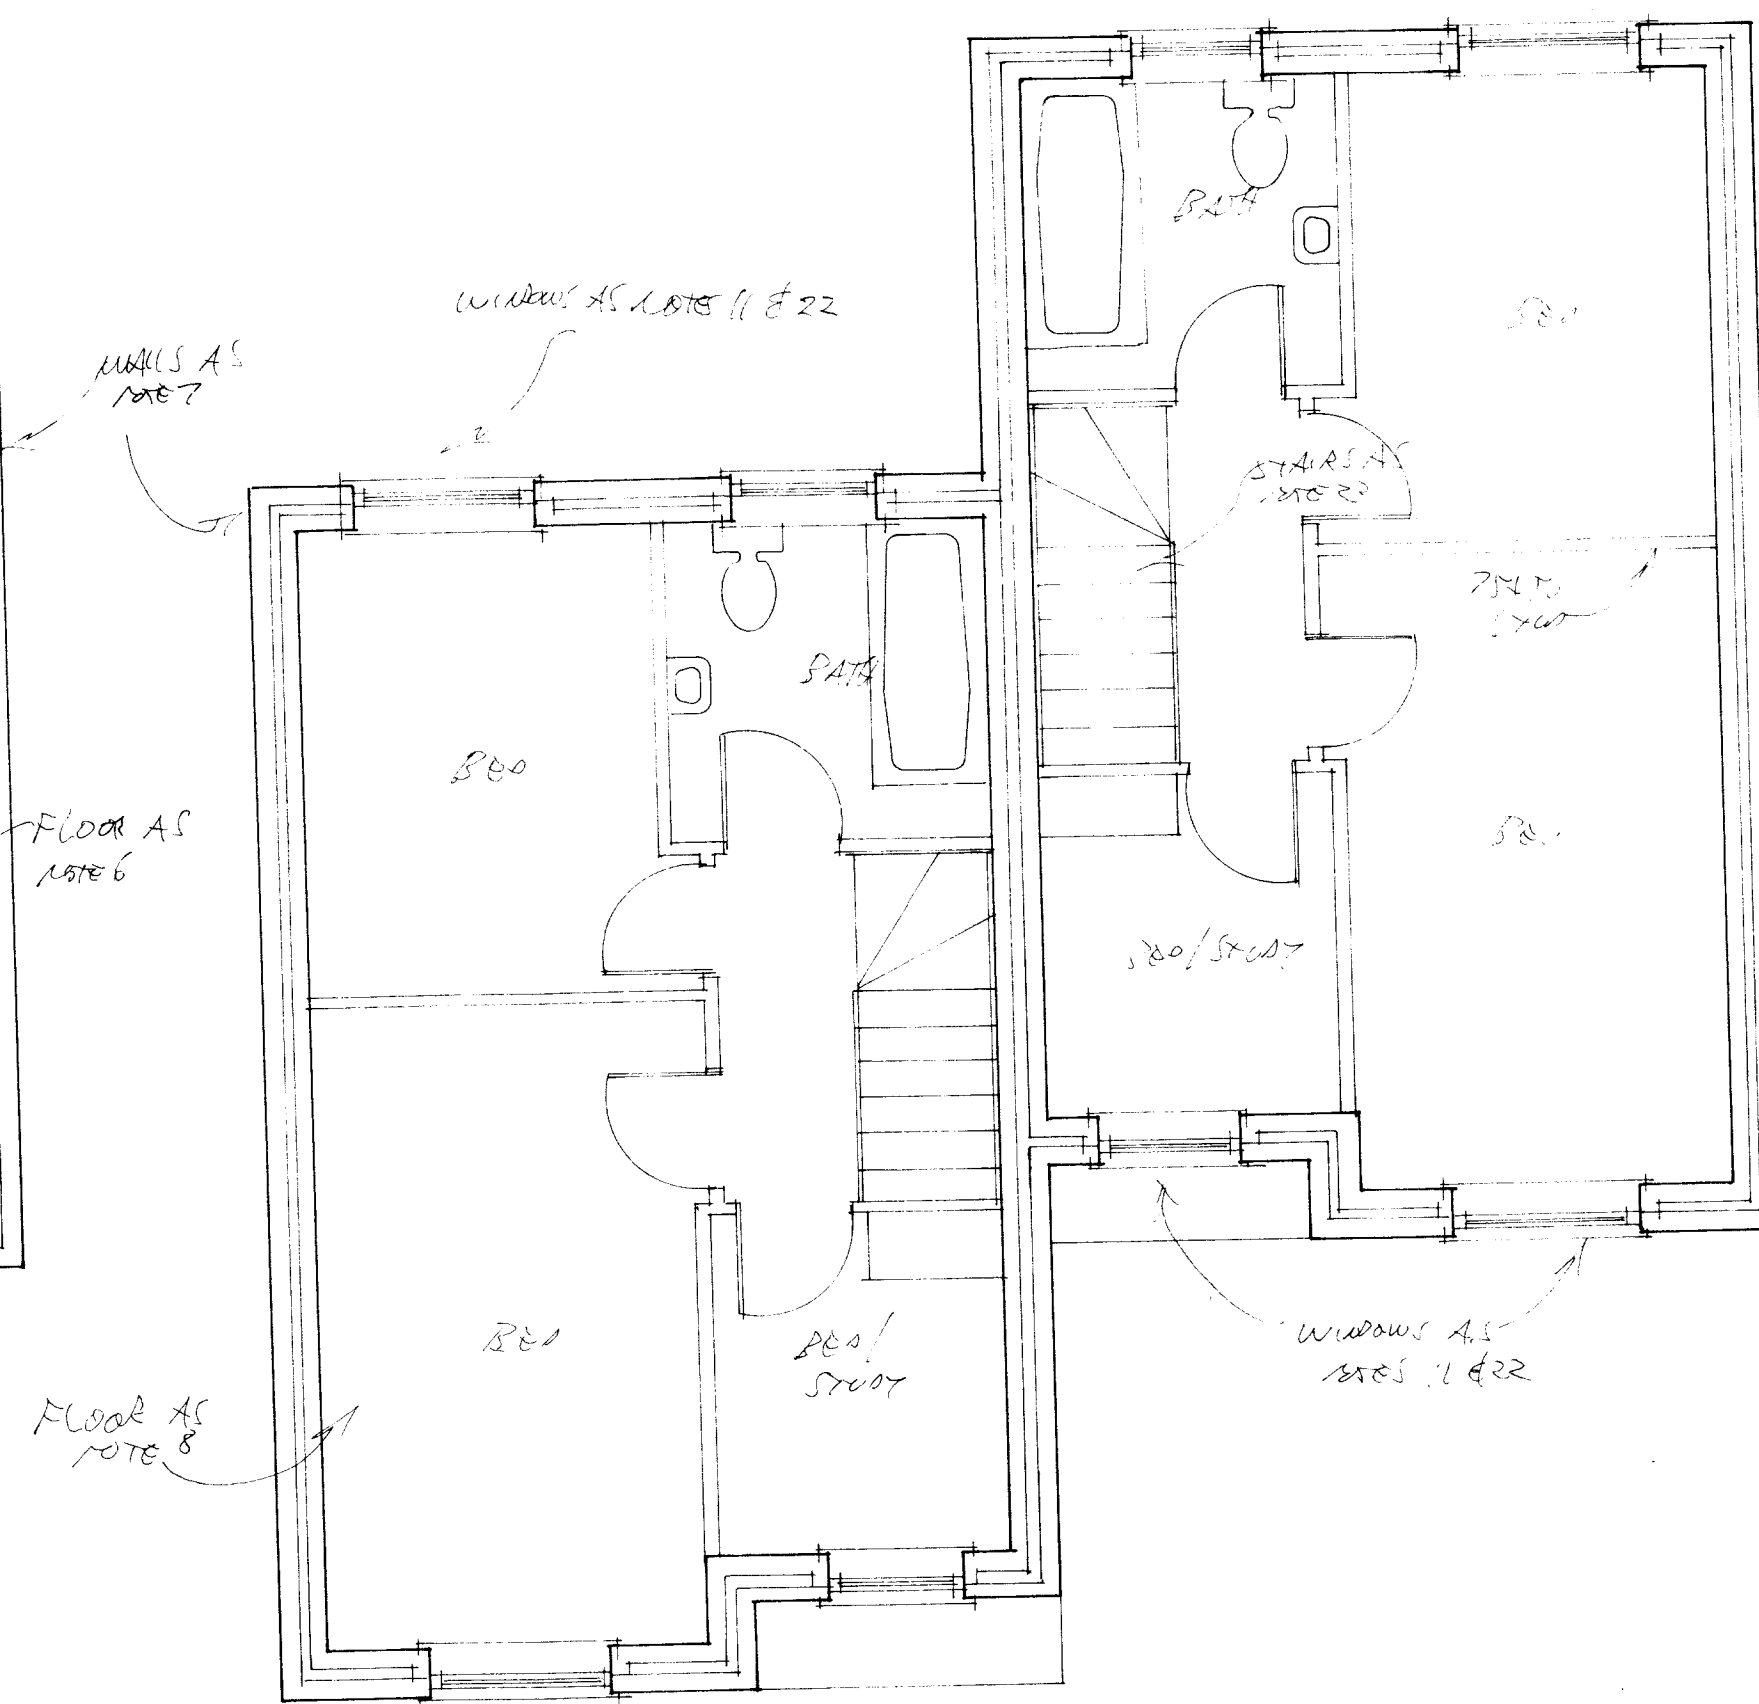 BATH
WINDOWS AS NOTE 11 & 22
BED
WALLS AS
NOTE 7
STAIRS AS
NOTE 23
BATH
BED
FLOOR AS
NOTE 6
BED
BED/STUDY
BED
BED/
STUDY
WINDOWS AS
NOTES 11 & 22
FLOOR AS
NOTE 8